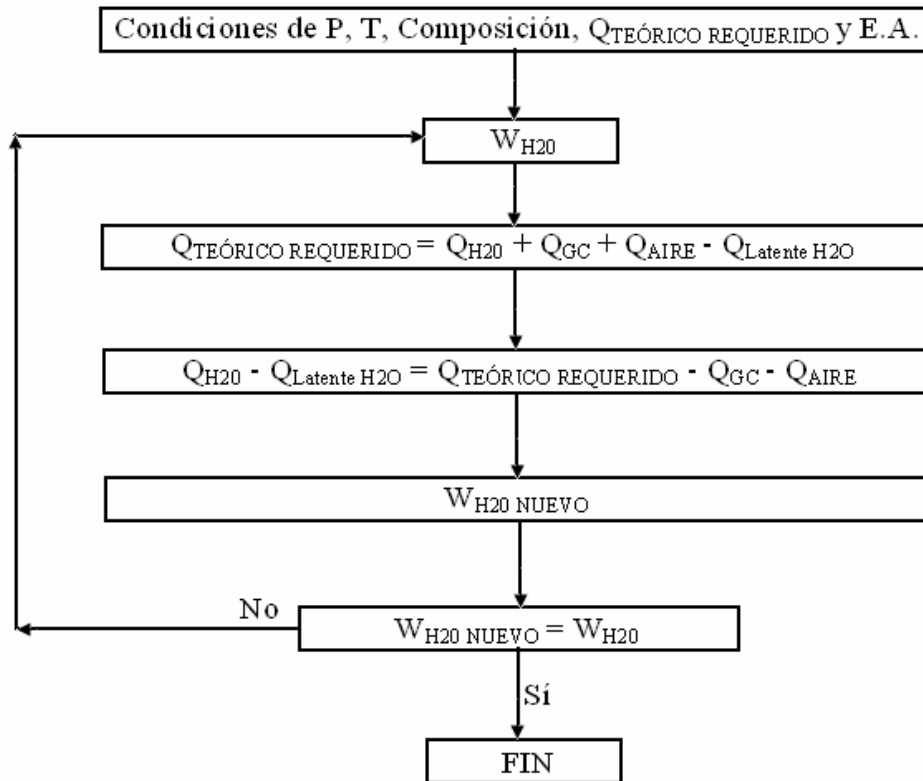 Condiciones de P, T, Composición, QTEÓRICO REQUERIDO y E.A.
WH20
QTEÓRICO REQUERIDO = QH20 + QGC + QAIRE - QLatente H2O
QH20 - QLatente H2O = QTEÓRICO REQUERIDO - QGC - QAIRE
WH20 NUEVO
No
WH20 NUEVO = WH20
Sí
FIN